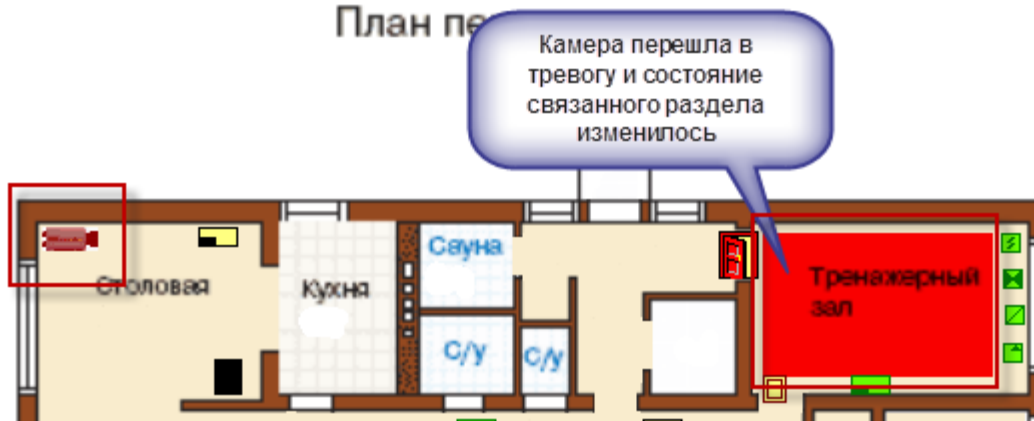 План пе
Камера перешла в
тревогу и состояние
связанного раздела
изменилось
Сауна
Столовая
Кухня
Тренажерный
зал
С/у
С/у